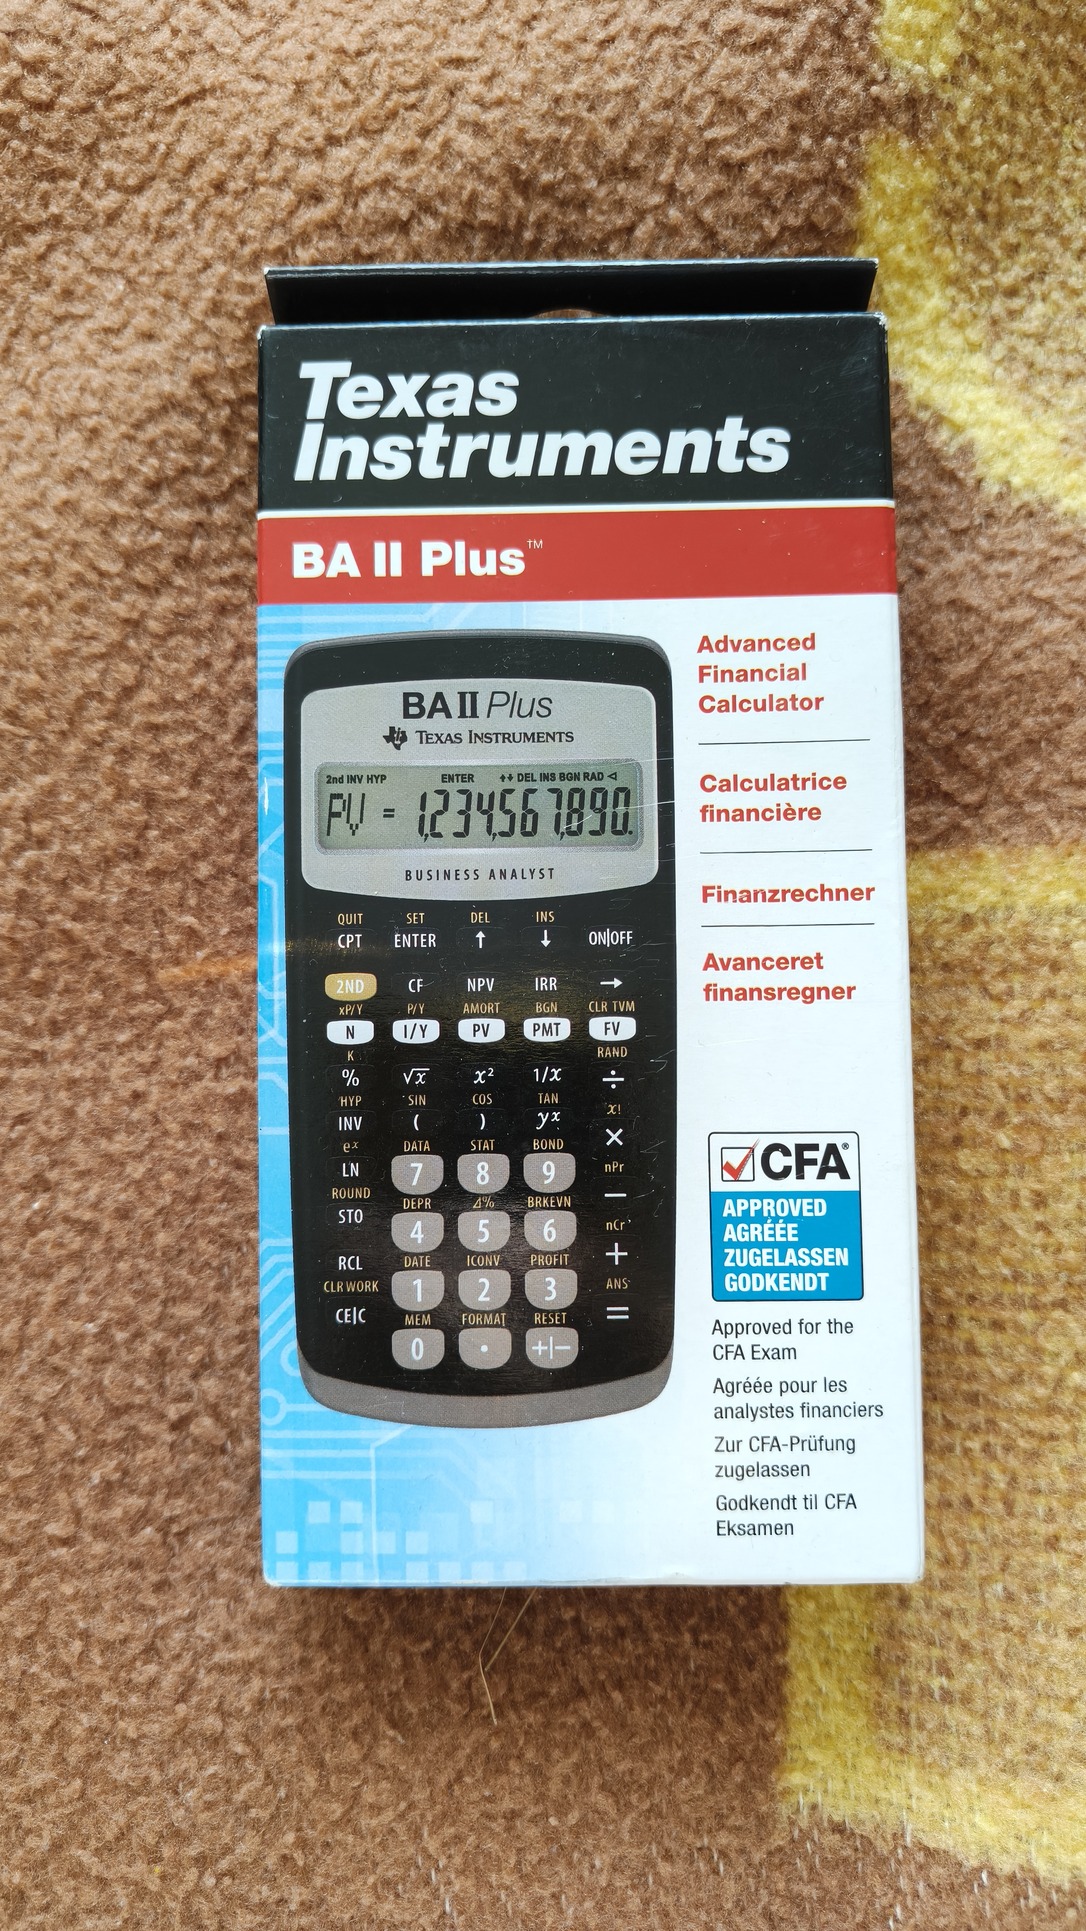 Texas
Instruments
BA II Plus™
Advanced
Financial
Calculator
Calculatrice
financière
Finanzrechner
Avanceret
finansregner
BA II Plus
TEXAS INSTRUMENTS
2nd INV HYP ENTER ↑↓ DEL INS BGN RAD ◁
PV = 1,234,567,890.
BUSINESS ANALYST
QUIT SET DEL INS
CPT ENTER ↑ ↓ ON|OFF
2ND CF NPV IRR →
xP/Y P/Y AMORT BGN CLR TVM
N I/Y PV PMT FV
K RAND
% √x x² 1/x ÷
HYP SIN COS TAN x!
INV ( ) yˣ ×
eˣ DATA STAT BOND nPr
LN 7 8 9 −
ROUND DEPR Δ% BRKEVN nCr
STO 4 5 6 +
DATE ICONV PROFIT ANS
RCL 1 2 3 =
CLR WORK MEM FORMAT RESET
CE|C 0 . +|−
CFA®
APPROVED
AGRÉÉE
ZUGELASSEN
GODKENDT
Approved for the
CFA Exam
Agréée pour les
analystes financiers
Zur CFA-Prüfung
zugelassen
Godkendt til CFA
Eksamen